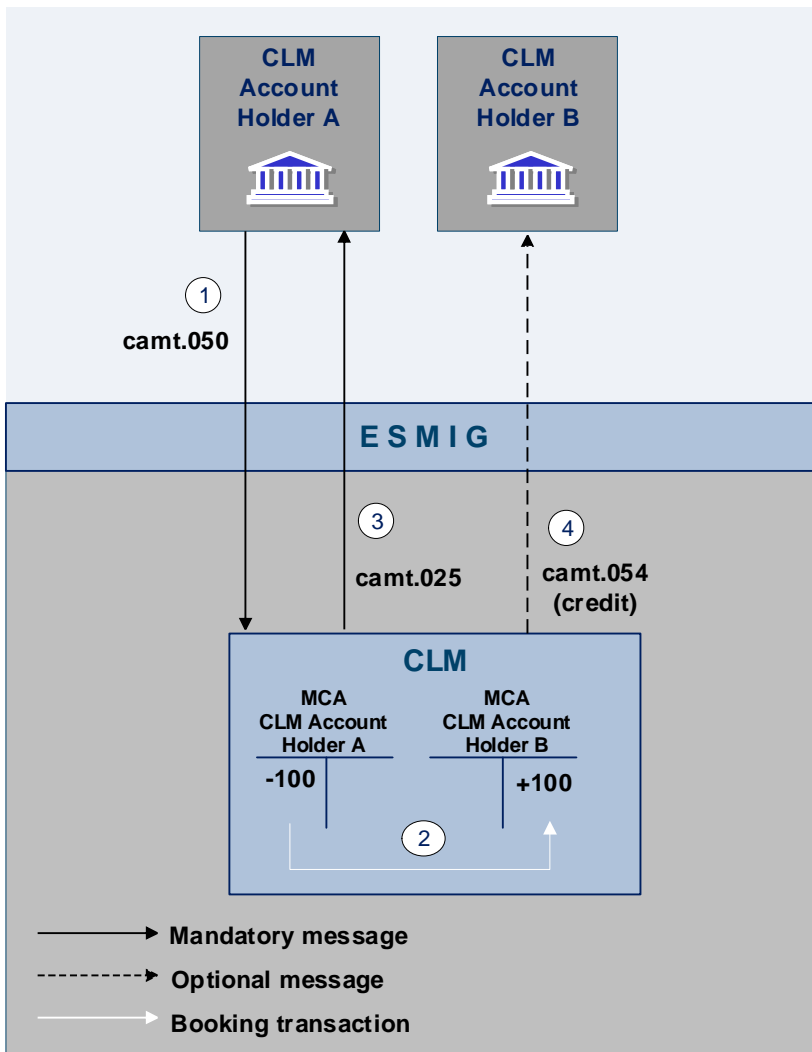 CLM
Account
Holder A
CLM
Account
Holder B
1
camt.050
E S M I G
3
camt.025
4
camt.054
(credit)
CLM
MCA
CLM Account
Holder A
MCA
CLM Account
Holder B
-100
+100
2
Mandatory message
Optional message
Booking transaction